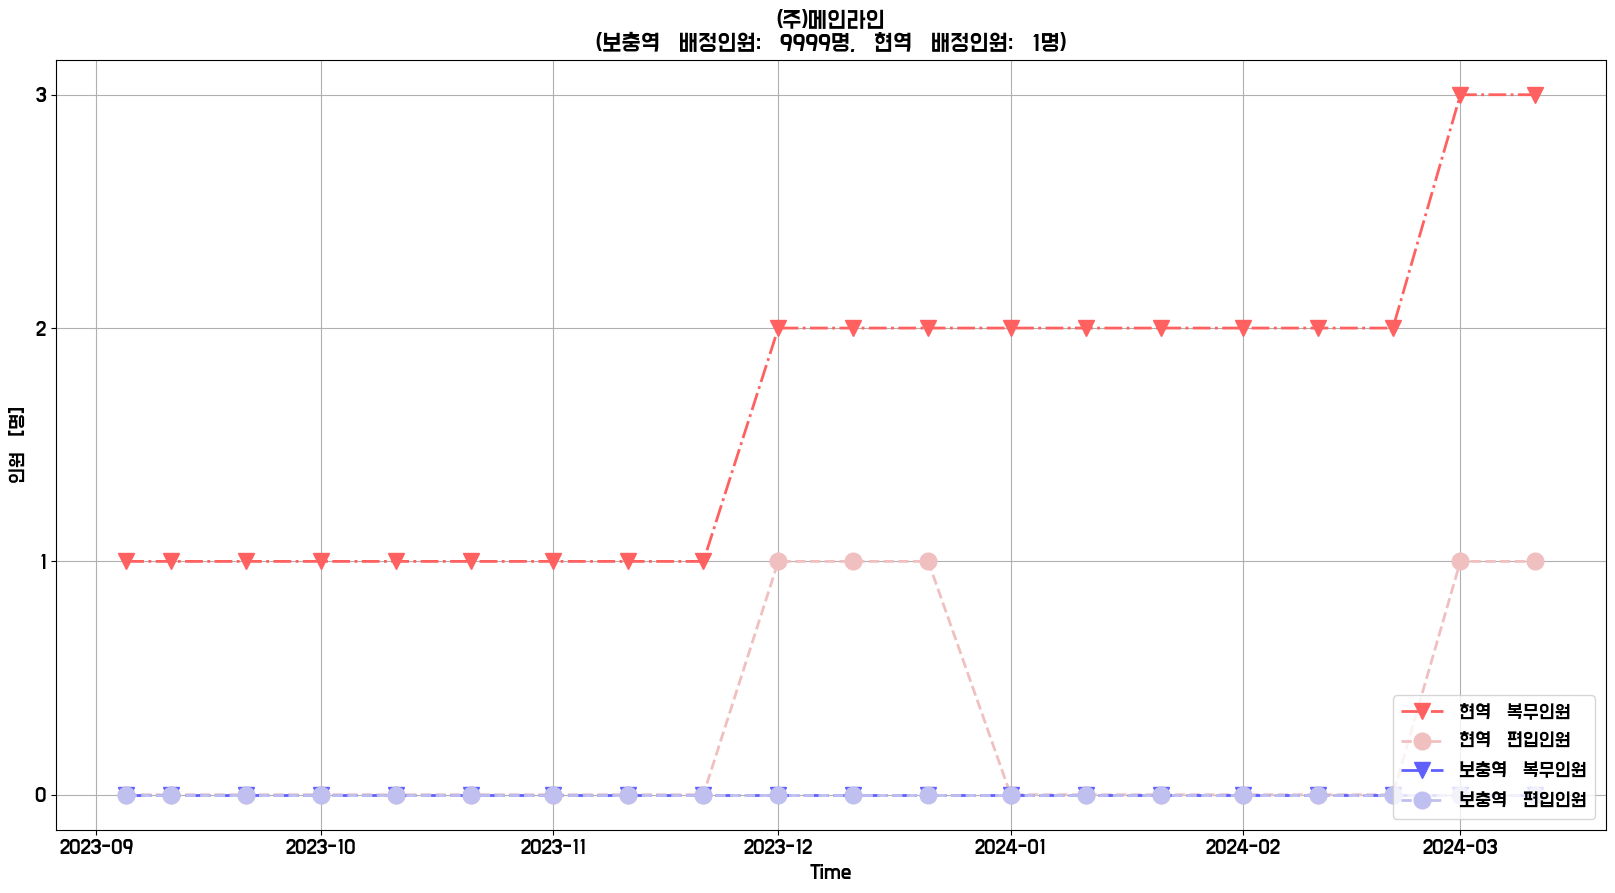 (주)메인라인
(보충역 배정인원: 9999명, 현역 배정인원: 1명)
3
2
1
0
인원 [명]
현역 복무인원
현역 편입인원
보충역 복무인원
보충역 편입인원
2023-09 2023-10 2023-11 2023-12 2024-01 2024-02 2024-03
Time